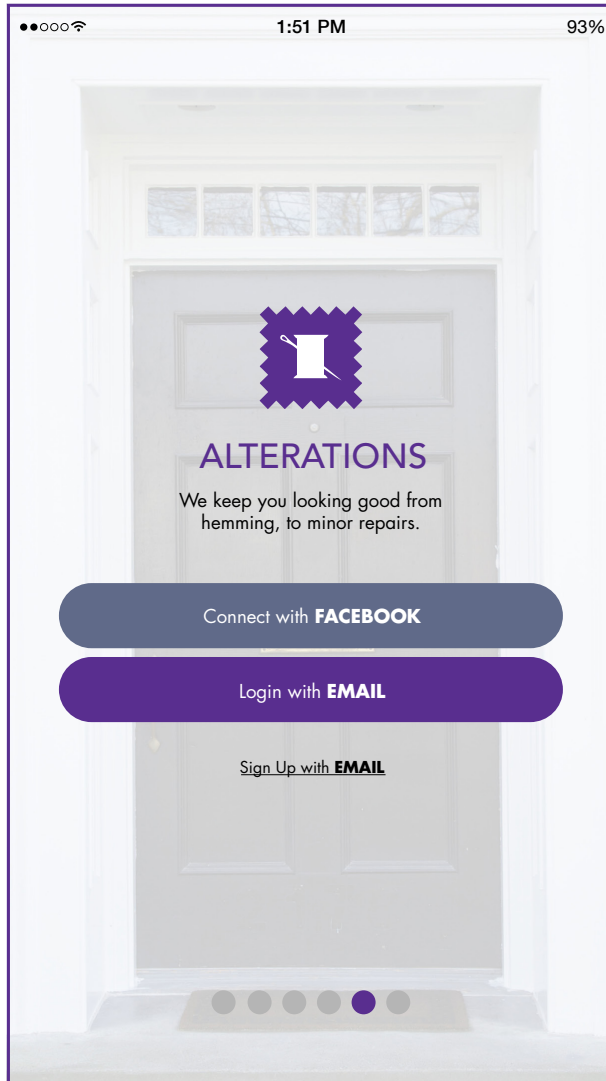 1:51 PM 93%
ALTERATIONS
We keep you looking good from
hemming, to minor repairs.
Connect with FACEBOOK
Login with EMAIL
Sign Up with EMAIL